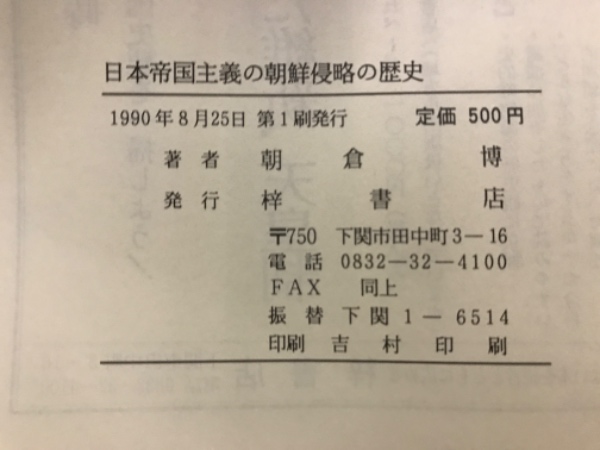 日本帝国主義の朝鮮侵略の歴史
1990年8月25日 第1刷発行 定価 500円
著者 朝倉 博
発行 梓書店
〒750 下関市田中町3―16
電話 0832―32―4100
FAX 同上
振替 下関1―6514
印刷 吉村印刷